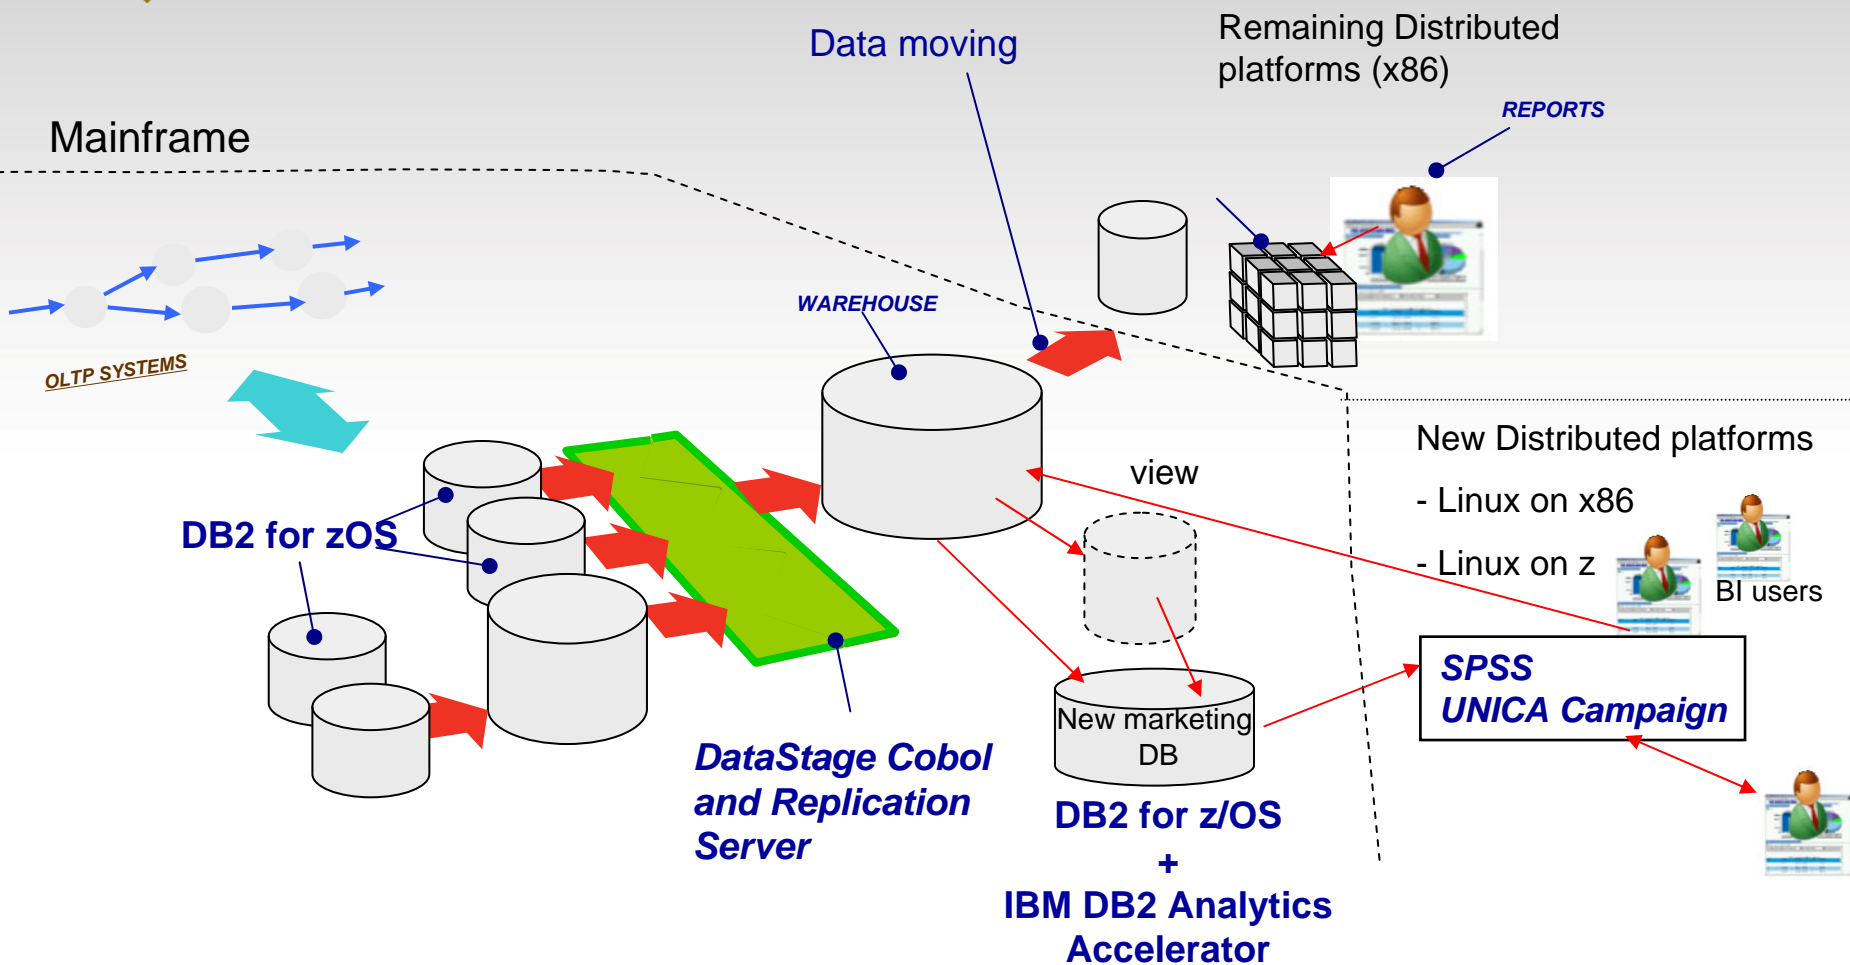 Data moving
Remaining Distributed
platforms (x86)
REPORTS
Mainframe
WAREHOUSE
OLTP SYSTEMS
New Distributed platforms
- Linux on x86
- Linux on z
BI users
view
DB2 for zOS
SPSS
UNICA Campaign
New marketing
DB
DataStage Cobol
and Replication
Server
DB2 for z/OS
+
IBM DB2 Analytics
Accelerator